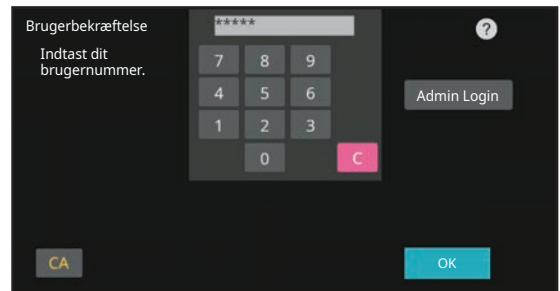 Brugerbekræftelse
*****
?
Indtast dit
brugernummer.
7 8 9
4 5 6
Admin Login
1 2 3
0 C
CA
OK